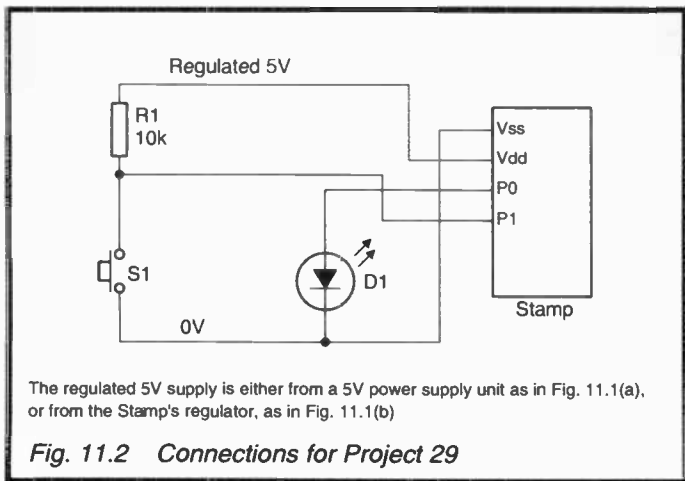 Regulated 5V
R1
10k
Vss
Vdd
P0
P1
S1
D1
Stamp
0V
The regulated 5V supply is either from a 5V power supply unit as in Fig. 11.1(a),
or from the Stamp's regulator, as in Fig. 11.1(b)
Fig. 11.2 Connections for Project 29